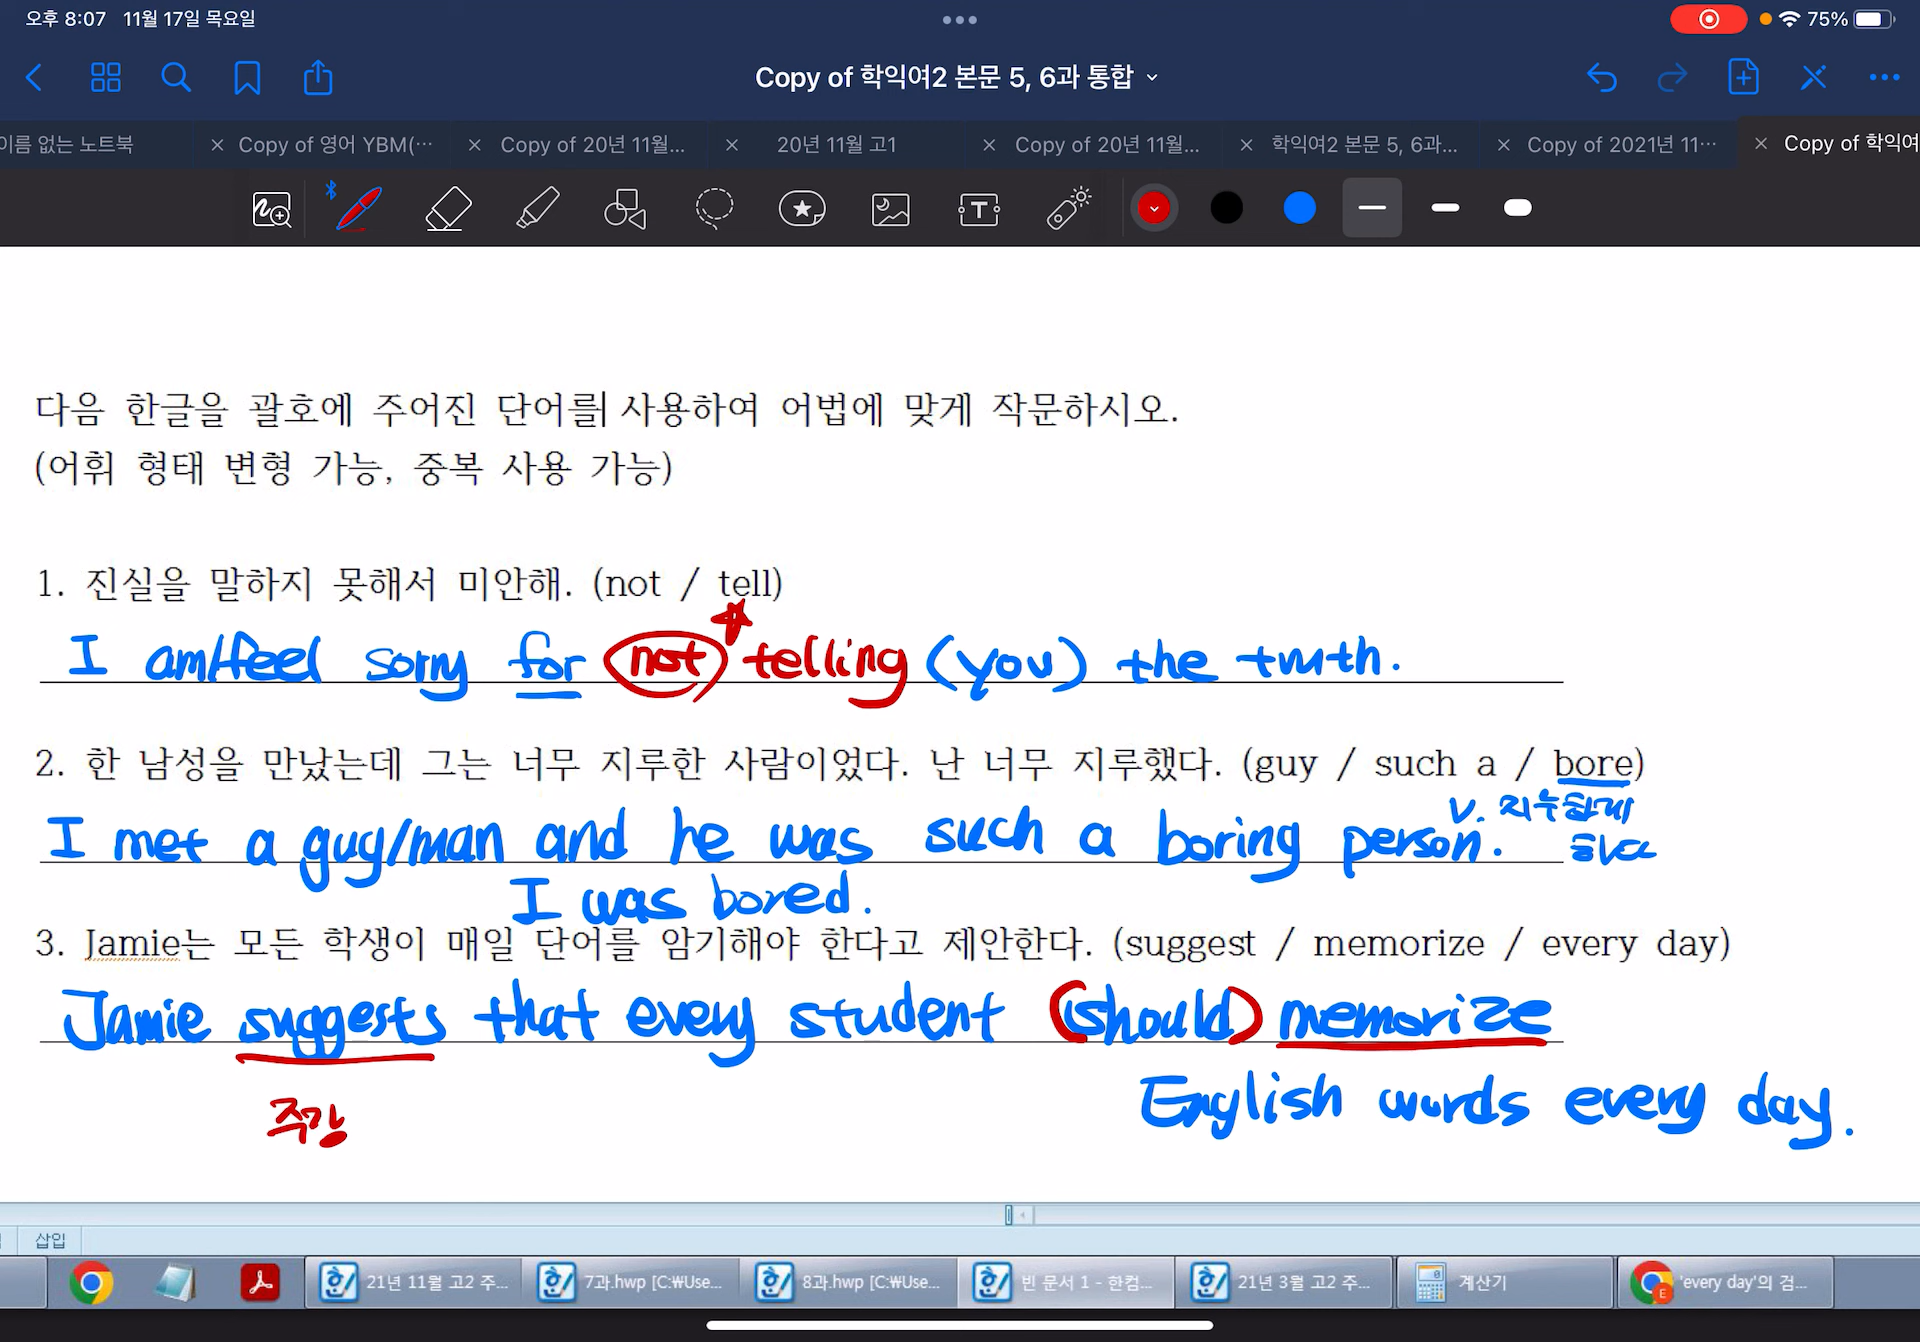 오후 8:07 11월 17일 목요일
75%
Copy of 학익여2 본문 5, 6과 통합
이름 없는 노트북
× Copy of 영어 YBM(…
× Copy of 20년 11월...
× 20년 11월 고1
× Copy of 20년 11월...
× 학익여2 본문 5, 6과...
× Copy of 2021년 11…
× Copy of 학익여
다음 한글을 괄호에 주어진 단어를 사용하여 어법에 맞게 작문하시오.
(어휘 형태 변형 가능, 중복 사용 가능)
1. 진실을 말하지 못해서 미안해. (not / tell)
I am/feel sorry for not telling (you) the truth.
2. 한 남성을 만났는데 그는 너무 지루한 사람이었다. 난 너무 지루했다. (guy / such a / bore)
v. 지루하게
하다
I met a guy/man and he was such a boring person.
I was bored.
3. Jamie는 모든 학생이 매일 단어를 암기해야 한다고 제안한다. (suggest / memorize / every day)
Jamie suggests that every student (should) memorize
English words every day.
주장
삽입
21년 11월 고2 주...
7과.hwp [C:₩Use...
8과.hwp [C:₩Use...
빈 문서 1 - 한컴...
21년 3월 고2 주...
계산기
'every day'의 검...